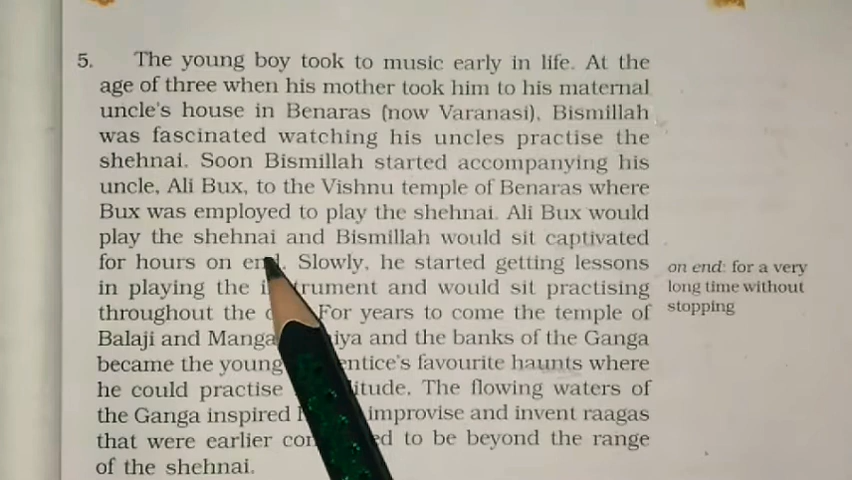 5. The young boy took to music early in life. At the
age of three when his mother took him to his maternal
uncle's house in Benaras (now Varanasi), Bismillah
was fascinated watching his uncles practise the
shehnai. Soon Bismillah started accompanying his
uncle, Ali Bux, to the Vishnu temple of Benaras where
Bux was employed to play the shehnai. Ali Bux would
play the shehnai and Bismillah would sit captivated
for hours on end. Slowly, he started getting lessons
in playing the instrument and would sit practising
throughout the For years to come the temple of
Balaji and and the banks of the Ganga
became the young favourite haunts where
he could practise The flowing waters of
the Ganga inspired improvise and invent raagas
that were earlier to be beyond the range
of the shehnai.
on end: for a very
long time without
stopping